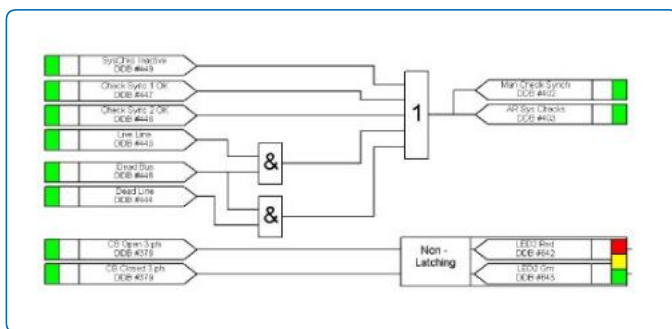 SysChks Inactive
DDB #449
Check Sync 1 OK
DDB #447
Check Sync 2 OK
DDB #448
Live Line
DDB #443
Dead Bus
DDB #446
Dead Line
DDB #444
&
&
1
Man Check Synch
DDB #402
AR Sys Checks
DDB #403
CB Open 3 ph
DDB #378
CB Closed 3 ph
DDB #379
Non -
Latching
LED3 Red
DDB #642
LED3 Grn